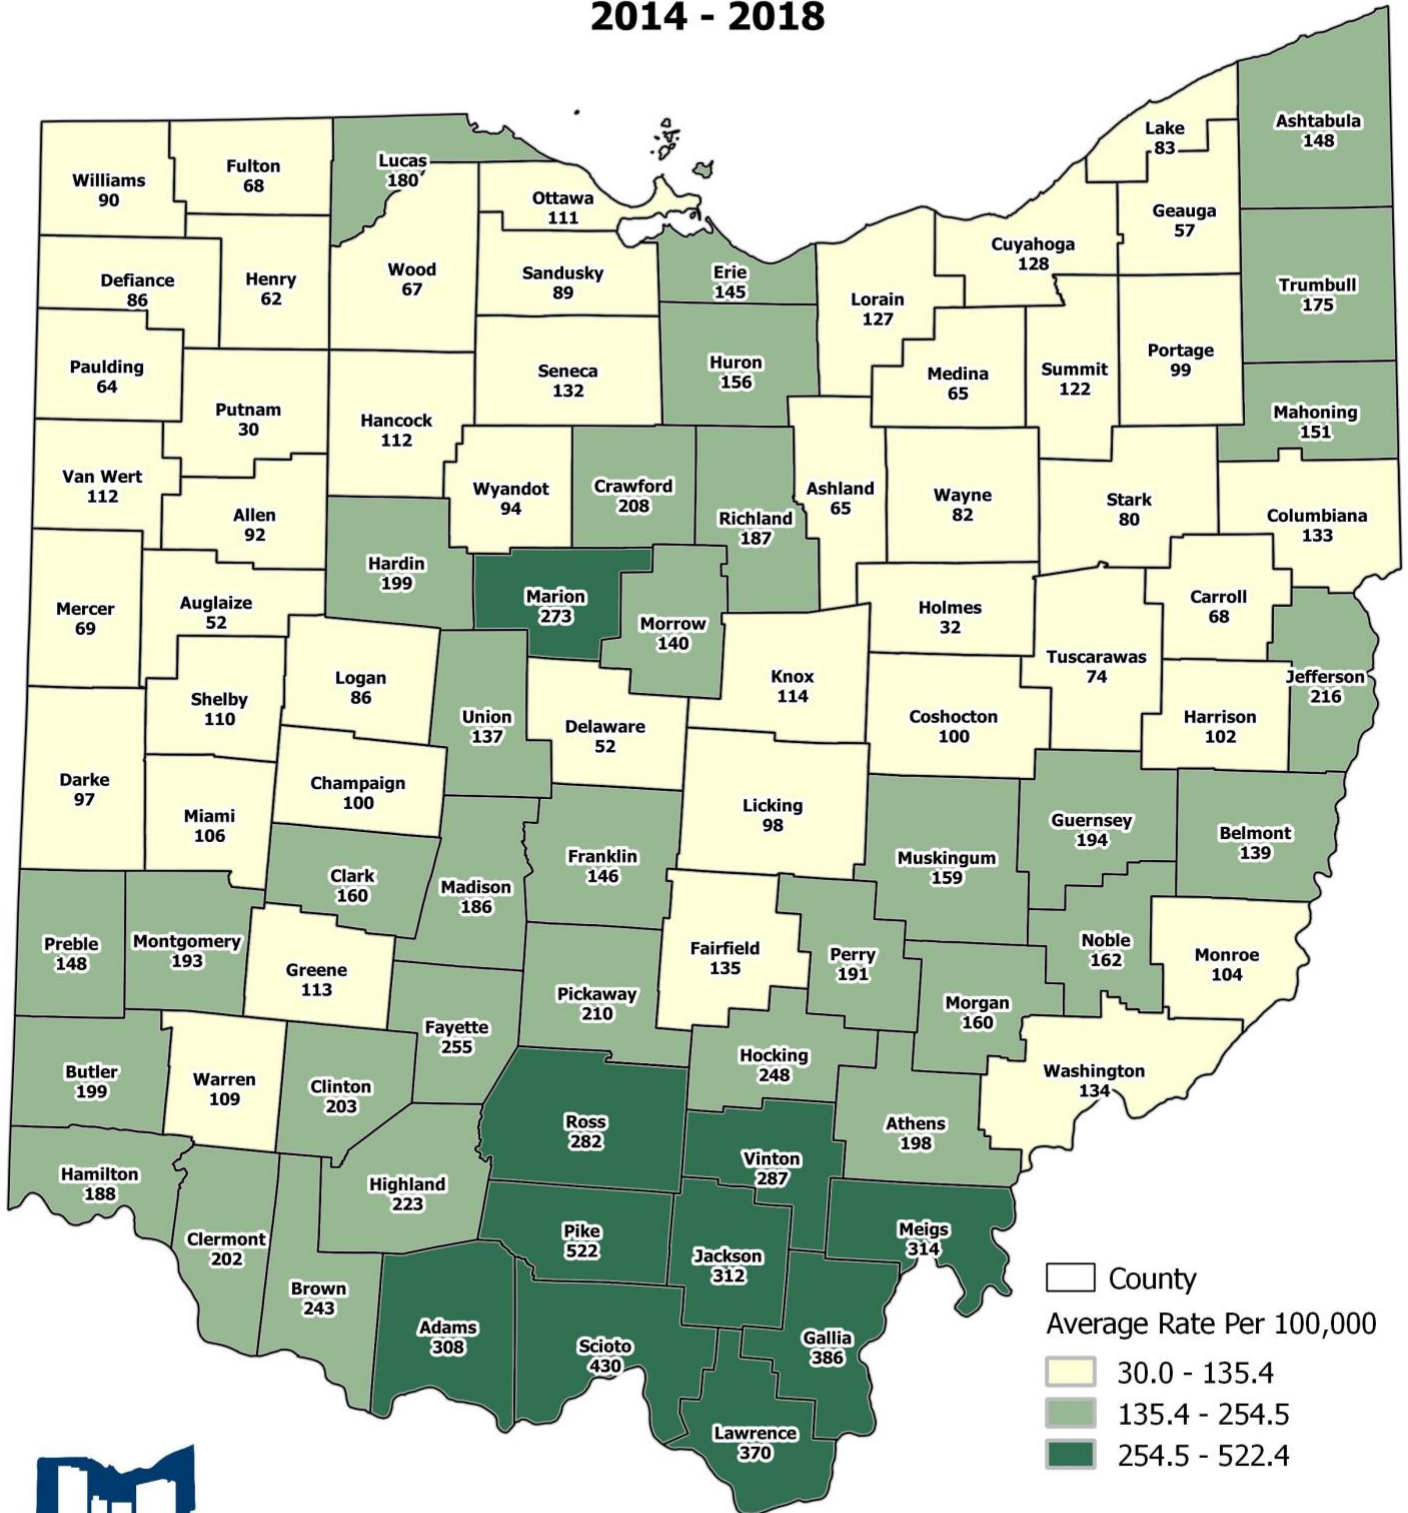 2014 - 2018
Williams
90
Fulton
68
Lucas
180
Ottawa
111
Lake
83
Ashtabula
148
Geauga
57
Cuyahoga
128
Defiance
86
Henry
62
Wood
67
Sandusky
89
Erie
145
Lorain
127
Trumbull
175
Paulding
64
Putnam
30
Hancock
112
Seneca
132
Huron
156
Medina
65
Summit
122
Portage
99
Mahoning
151
Van Wert
112
Allen
92
Wyandot
94
Crawford
208
Richland
187
Ashland
65
Wayne
82
Stark
80
Columbiana
133
Mercer
69
Auglaize
52
Hardin
199
Marion
273
Morrow
140
Holmes
32
Carroll
68
Tuscarawas
74
Jefferson
216
Shelby
110
Logan
86
Union
137
Delaware
52
Knox
114
Coshocton
100
Harrison
102
Darke
97
Miami
106
Champaign
100
Licking
98
Guernsey
194
Belmont
139
Clark
160
Madison
186
Franklin
146
Muskingum
159
Preble
148
Montgomery
193
Greene
113
Fairfield
135
Perry
191
Noble
162
Monroe
104
Fayette
255
Pickaway
210
Morgan
160
Butler
199
Warren
109
Clinton
203
Hocking
248
Washington
134
Ross
282
Athens
198
Hamilton
188
Highland
223
Vinton
287
Clermont
202
Pike
522
Jackson
312
Meigs
314
Brown
243
Adams
308
Scioto
430
Gallia
386
Lawrence
370
County
Average Rate Per 100,000
30.0 - 135.4
135.4 - 254.5
254.5 - 522.4